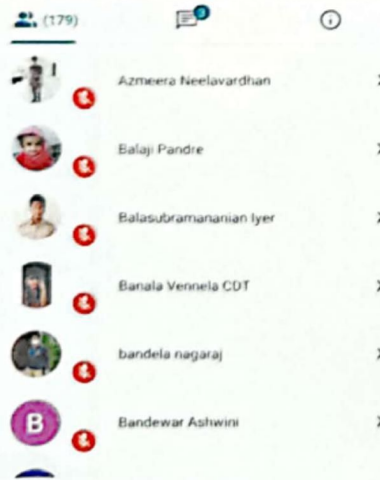 (179)
Azmeera Neelavardhan
Balaji Pandre
Balasubramananian Iyer
Banala Vennela CDT
bandela nagaraj
B
Bandewar Ashwini